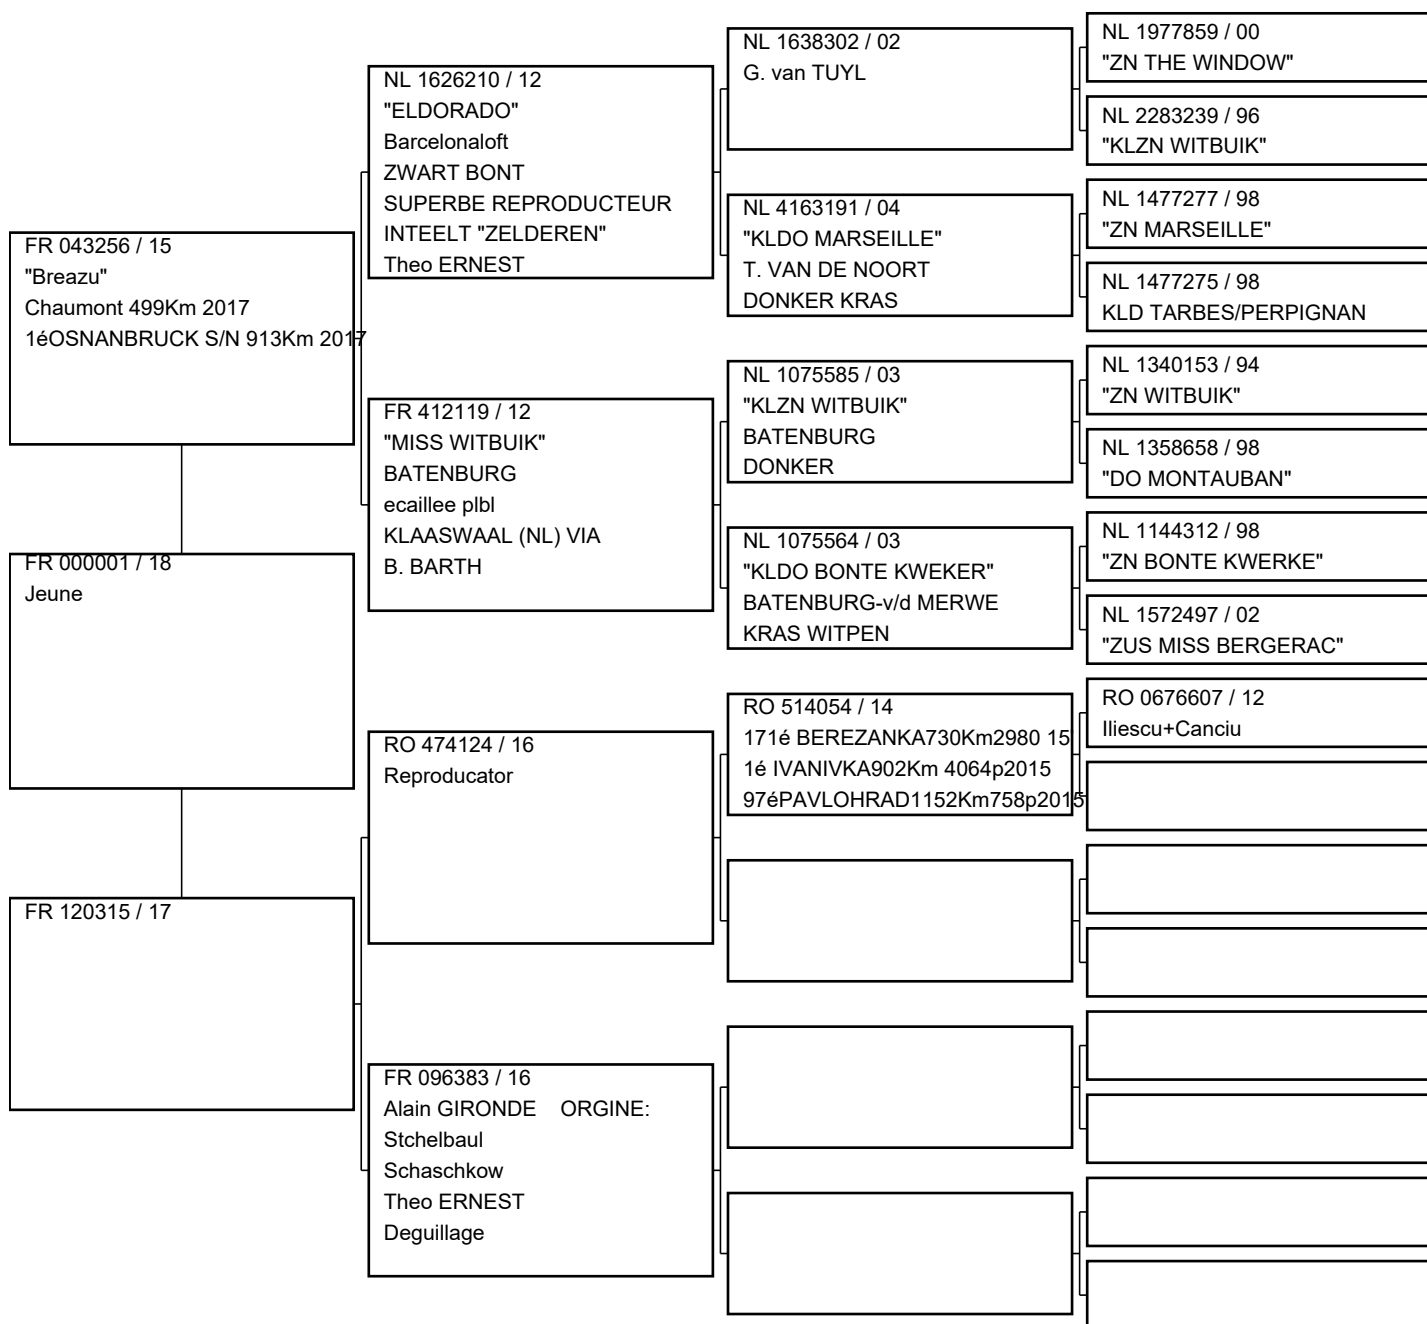 FR 043256 / 15
"Breazu"
Chaumont 499Km 2017
1éOSNANBRUCK S/N 913Km 2017
FR 000001 / 18
Jeune
FR 120315 / 17
NL 1626210 / 12
"ELDORADO"
Barcelonaloft
ZWART BONT
SUPERBE REPRODUCTEUR
INTEELT "ZELDEREN"
Theo ERNEST
FR 412119 / 12
"MISS WITBUIK"
BATENBURG
ecaillee plbl
KLAASWAAL (NL) VIA
B. BARTH
RO 474124 / 16
Reproducator
FR 096383 / 16
Alain GIRONDE ORGINE:
Stchelbaul
Schaschkow
Theo ERNEST
Deguillage
NL 1638302 / 02
G. van TUYL
NL 4163191 / 04
"KLDO MARSEILLE"
T. VAN DE NOORT
DONKER KRAS
NL 1075585 / 03
"KLZN WITBUIK"
BATENBURG
DONKER
NL 1075564 / 03
"KLDO BONTE KWEKER"
BATENBURG-v/d MERWE
KRAS WITPEN
RO 514054 / 14
171é BEREZANKA730Km2980 15
1é IVANIVKA902Km 4064p2015
97éPAVLOHRAD1152Km758p2015
NL 1977859 / 00
"ZN THE WINDOW"
NL 2283239 / 96
"KLZN WITBUIK"
NL 1477277 / 98
"ZN MARSEILLE"
NL 1477275 / 98
KLD TARBES/PERPIGNAN
NL 1340153 / 94
"ZN WITBUIK"
NL 1358658 / 98
"DO MONTAUBAN"
NL 1144312 / 98
"ZN BONTE KWERKE"
NL 1572497 / 02
"ZUS MISS BERGERAC"
RO 0676607 / 12
Iliescu+Canciu